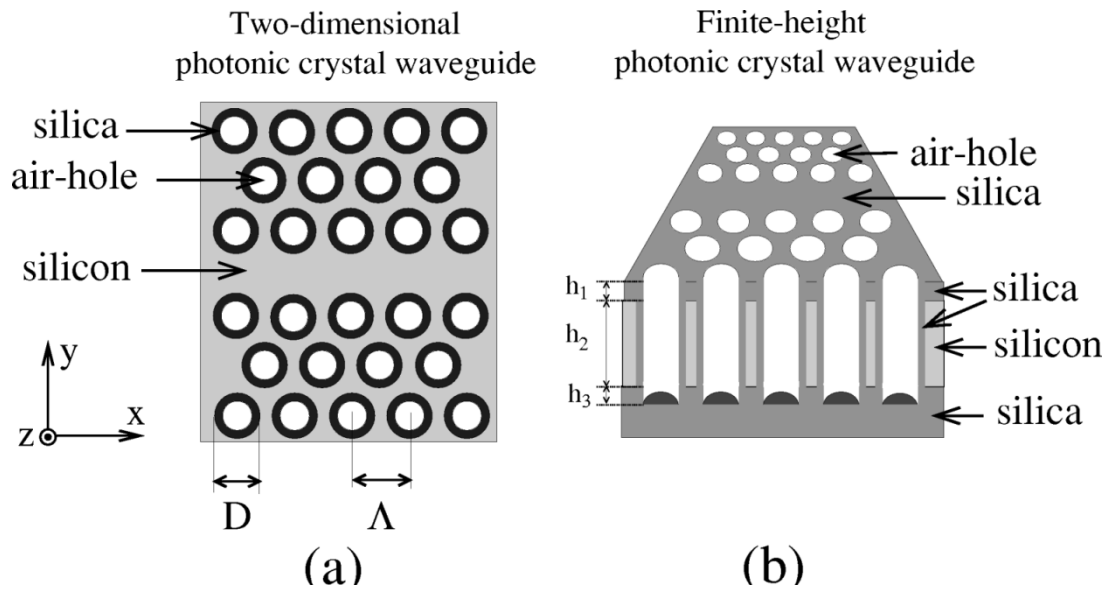 Two-dimensional
photonic crystal waveguide
silica
air-hole
silicon
y
z
x
D
Λ
(a)
Finite-height
photonic crystal waveguide
air-hole
silica
h1
h2
h3
silica
silicon
silica
(b)